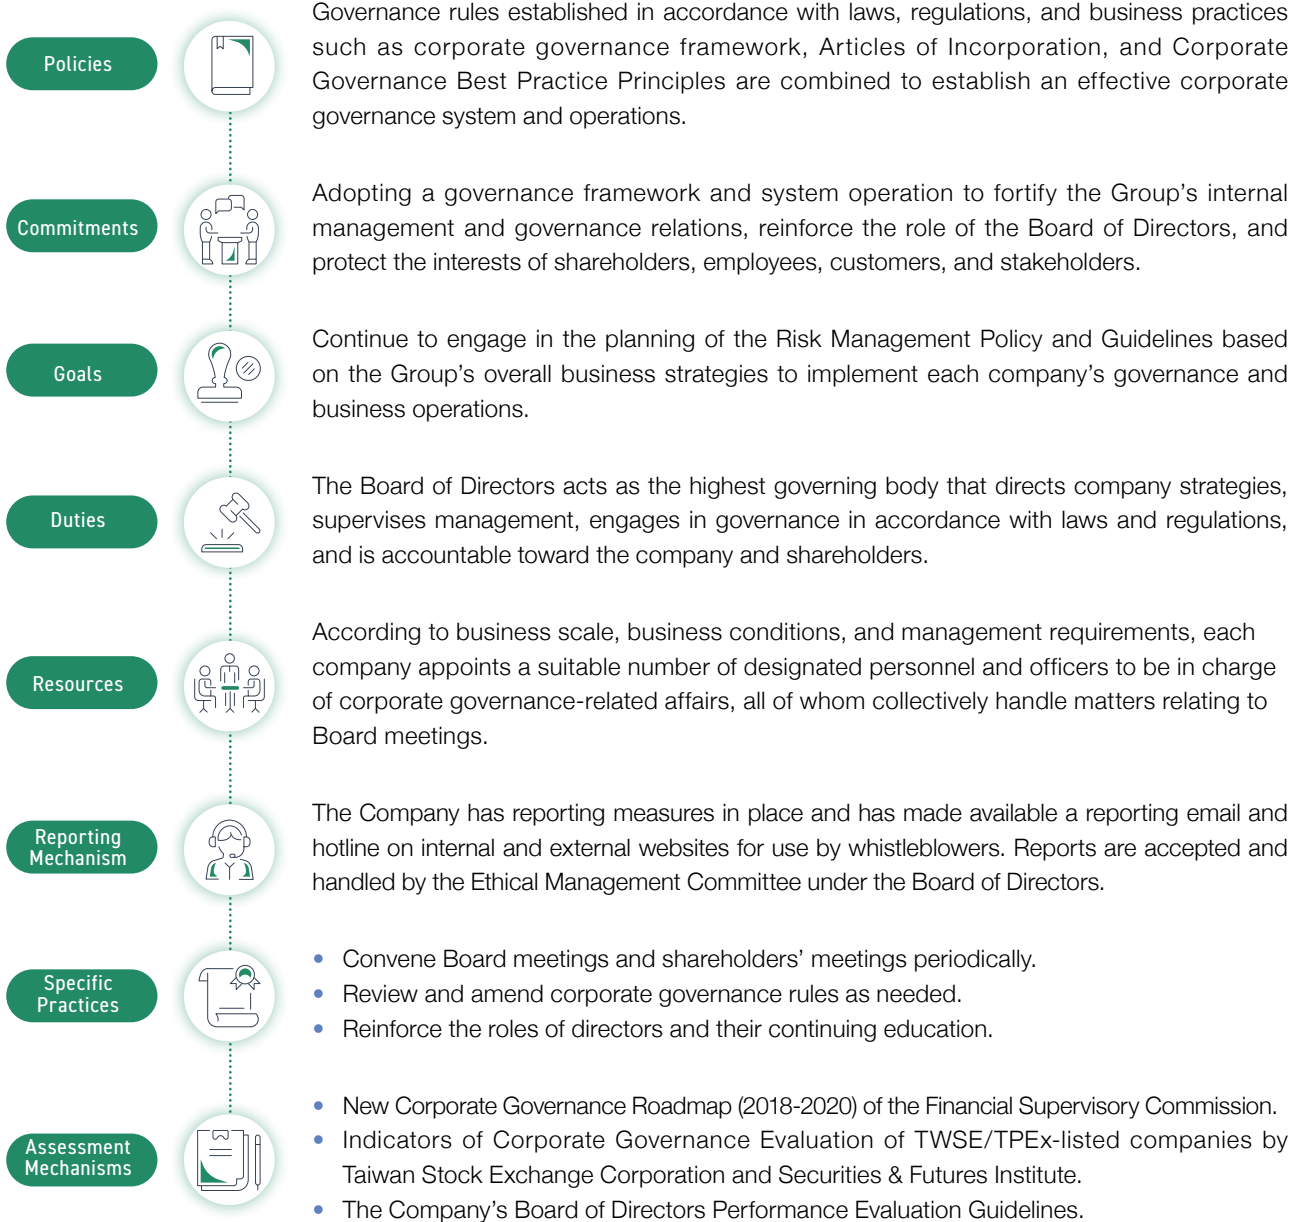 Policies
Governance rules established in accordance with laws, regulations, and business practices
such as corporate governance framework, Articles of Incorporation, and Corporate
Governance Best Practice Principles are combined to establish an effective corporate
governance system and operations.
Commitments
Adopting a governance framework and system operation to fortify the Group’s internal
management and governance relations, reinforce the role of the Board of Directors, and
protect the interests of shareholders, employees, customers, and stakeholders.
Goals
Continue to engage in the planning of the Risk Management Policy and Guidelines based
on the Group’s overall business strategies to implement each company’s governance and
business operations.
Duties
The Board of Directors acts as the highest governing body that directs company strategies,
supervises management, engages in governance in accordance with laws and regulations,
and is accountable toward the company and shareholders.
Resources
According to business scale, business conditions, and management requirements, each
company appoints a suitable number of designated personnel and officers to be in charge
of corporate governance-related affairs, all of whom collectively handle matters relating to
Board meetings.
Reporting
Mechanism
The Company has reporting measures in place and has made available a reporting email and
hotline on internal and external websites for use by whistleblowers. Reports are accepted and
handled by the Ethical Management Committee under the Board of Directors.
Specific
Practices
• Convene Board meetings and shareholders’ meetings periodically.
• Review and amend corporate governance rules as needed.
• Reinforce the roles of directors and their continuing education.
Assessment
Mechanisms
• New Corporate Governance Roadmap (2018-2020) of the Financial Supervisory Commission.
• Indicators of Corporate Governance Evaluation of TWSE/TPEx-listed companies by
Taiwan Stock Exchange Corporation and Securities & Futures Institute.
• The Company’s Board of Directors Performance Evaluation Guidelines.